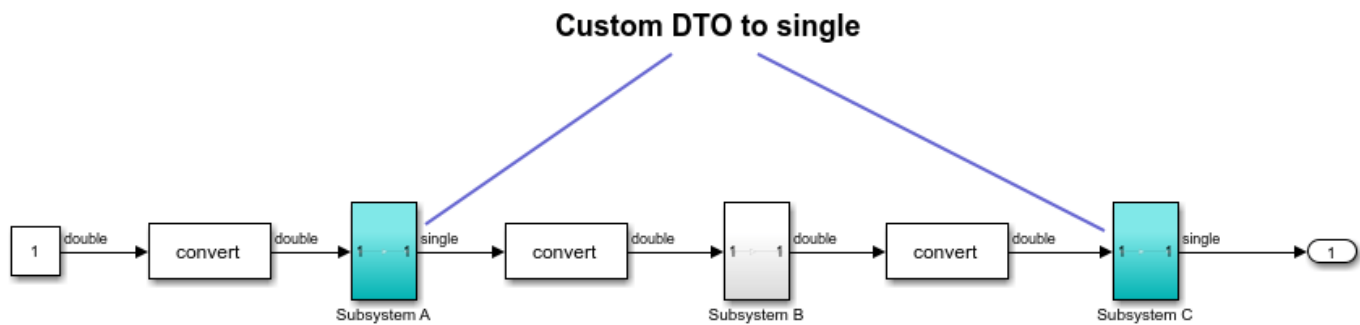 Custom DTO to single
1 double convert double 1 1 single convert double 1 1 double convert double 1 1 single 1
Subsystem A Subsystem B Subsystem C